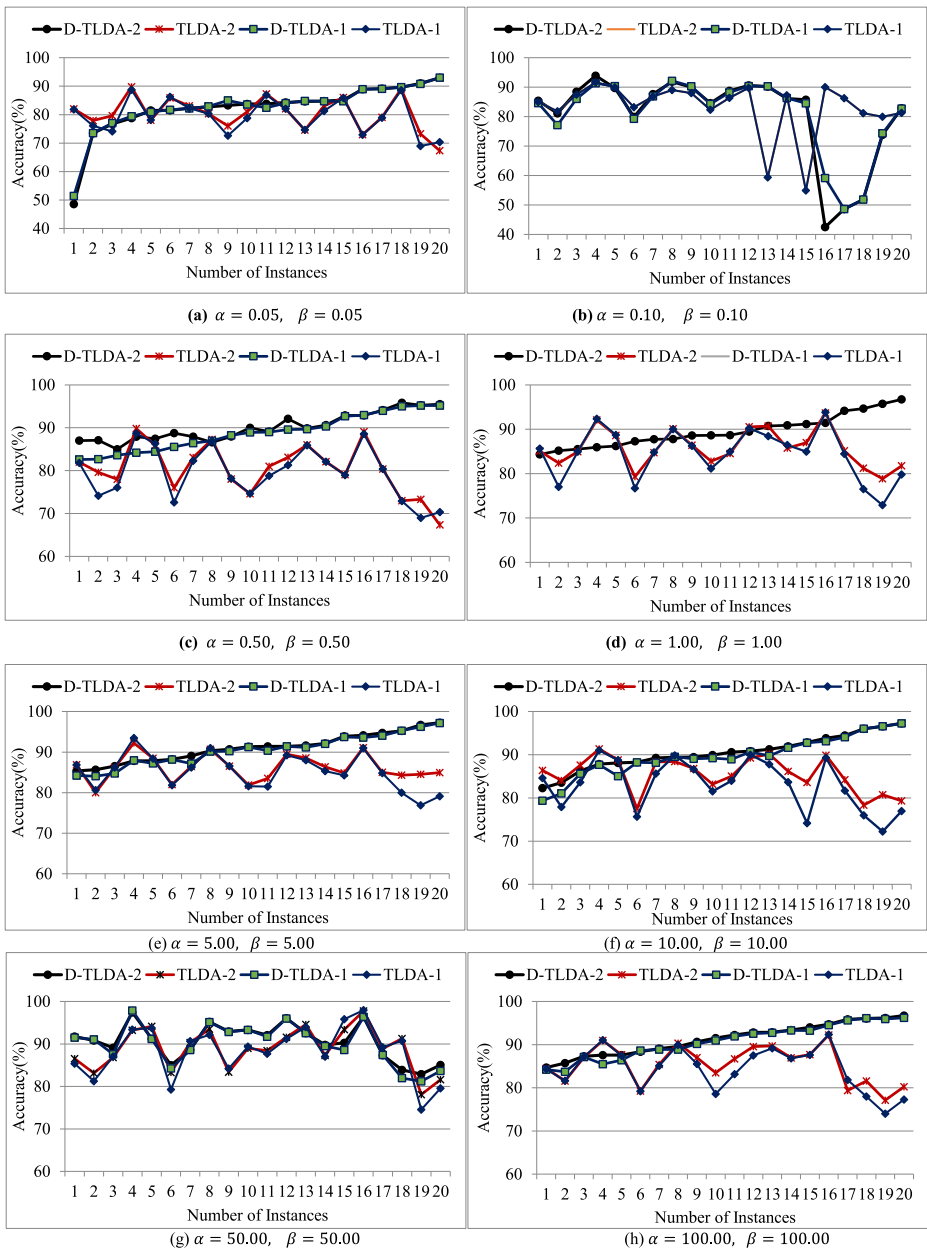 D-TLDA-2 TLDA-2 D-TLDA-1 TLDA-1
100
90
80
70
60
50
40
Accuracy(%)
1 2 3 4 5 6 7 8 9 10 11 12 13 14 15 16 17 18 19 20
Number of Instances
(a) α = 0.05, β = 0.05
D-TLDA-2 TLDA-2 D-TLDA-1 TLDA-1
100
90
80
70
60
50
40
Accuracy(%)
1 2 3 4 5 6 7 8 9 10 11 12 13 14 15 16 17 18 19 20
Number of Instances
(b) α = 0.10, β = 0.10
D-TLDA-2 TLDA-2 D-TLDA-1 TLDA-1
100
90
80
70
60
Accuracy(%)
1 2 3 4 5 6 7 8 9 10 11 12 13 14 15 16 17 18 19 20
Number of Instances
(c) α = 0.50, β = 0.50
D-TLDA-2 TLDA-2 D-TLDA-1 TLDA-1
100
90
80
70
60
Accuracy(%)
1 2 3 4 5 6 7 8 9 10 11 12 13 14 15 16 17 18 19 20
Number of Instances
(d) α = 1.00, β = 1.00
D-TLDA-2 TLDA-2 D-TLDA-1 TLDA-1
100
90
80
70
60
Accuracy(%)
1 2 3 4 5 6 7 8 9 10 11 12 13 14 15 16 17 18 19 20
Number of Instances
(e) α = 5.00, β = 5.00
D-TLDA-2 TLDA-2 D-TLDA-1 TLDA-1
100
90
80
70
60
Accuracy(%)
1 2 3 4 5 6 7 8 9 10 11 12 13 14 15 16 17 18 19 20
Number of Instances
(f) α = 10.00, β = 10.00
D-TLDA-2 TLDA-2 D-TLDA-1 TLDA-1
100
90
80
70
60
Accuracy(%)
1 2 3 4 5 6 7 8 9 10 11 12 13 14 15 16 17 18 19 20
Number of Instances
(g) α = 50.00, β = 50.00
D-TLDA-2 TLDA-2 D-TLDA-1 TLDA-1
100
90
80
70
60
Accuracy(%)
1 2 3 4 5 6 7 8 9 10 11 12 13 14 15 16 17 18 19 20
Number of Instances
(h) α = 100.00, β = 100.00